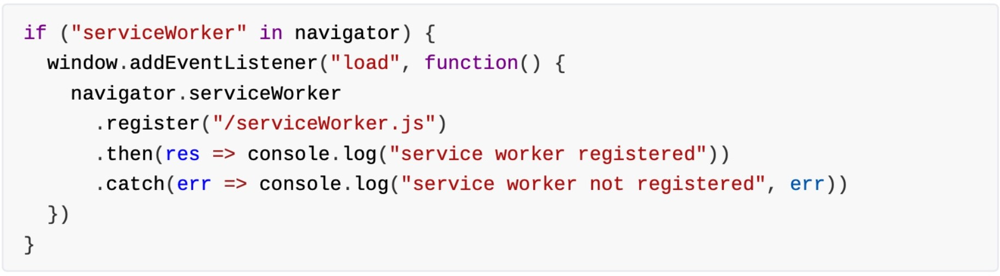 if ("serviceWorker" in navigator) {
  window.addEventListener("load", function() {
    navigator.serviceWorker
      .register("/serviceWorker.js")
      .then(res => console.log("service worker registered"))
      .catch(err => console.log("service worker not registered", err))
  })
}